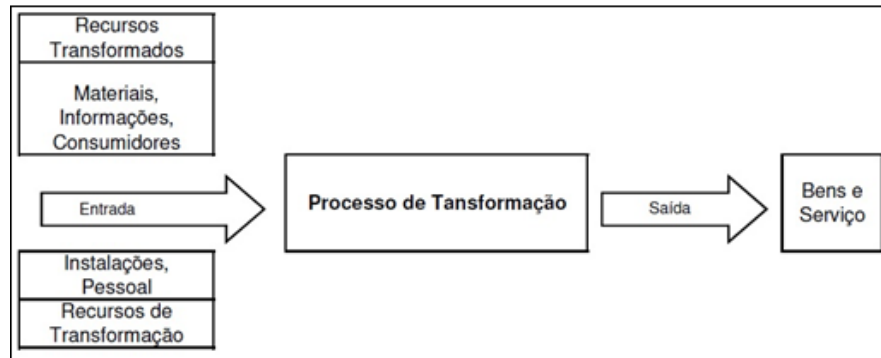 Recursos
Transformados
Materiais,
Informações,
Consumidores
Entrada
Processo de Tansformação
Saída
Bens e
Serviço
Instalações,
Pessoal
Recursos de
Transformação